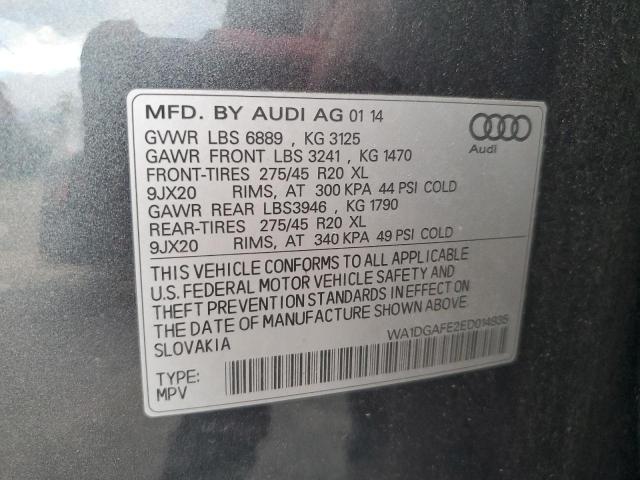 MFD. BY AUDI AG 01 14
Audi
GVWR LBS 6889 , KG 3125
GAWR FRONT LBS 3241 , KG 1470
FRONT-TIRES 275/45 R20 XL
9JX20 RIMS, AT 300 KPA 44 PSI COLD
GAWR REAR LBS3946 , KG 1790
REAR-TIRES 275/45 R20 XL
9JX20 RIMS, AT 340 KPA 49 PSI COLD
THIS VEHICLE CONFORMS TO ALL APPLICABLE
U.S. FEDERAL MOTOR VEHICLE SAFETY AND
THEFT PREVENTION STANDARDS IN EFFECT ON
THE DATE OF MANUFACTURE SHOWN ABOVE.
SLOVAKIA
WA1DGAFE2ED014935
TYPE:
MPV